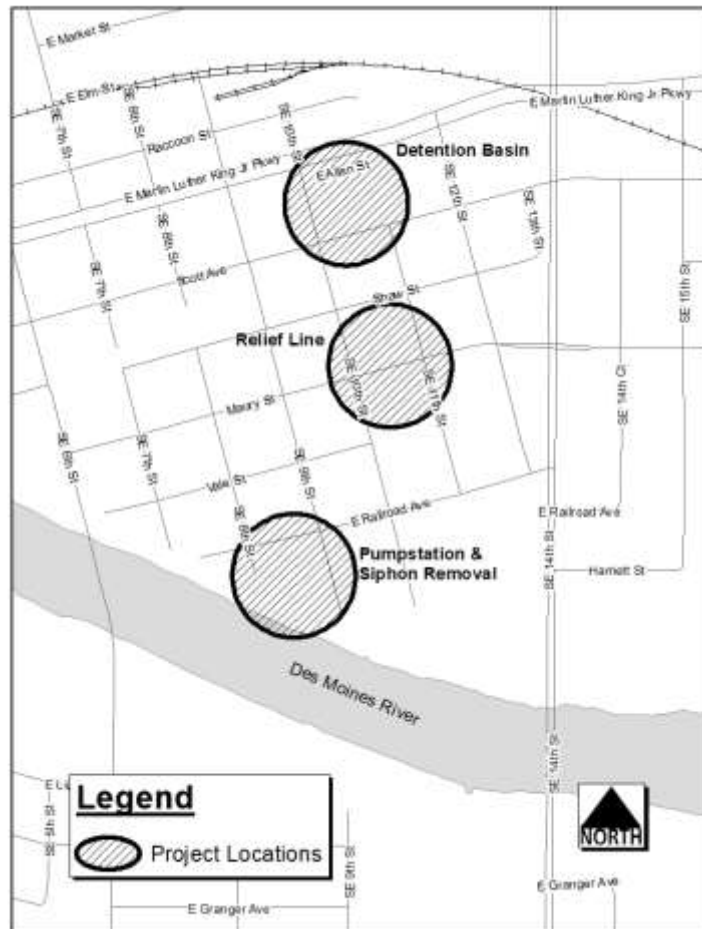 E Market St
E Elm St
SE 7th St
SE 8th St
Raccoon St
SE 10th St
E Martin Luther King Jr Pkwy
E Martin Luther King Jr Pkwy
Detention Basin
E Allen St
SE 12th St
SE 13th St
SE 8th St
SE 7th St
Scott Ave
SE 15th St
Shaw St
Relief Line
SE 10th St
SE 11th St
SE 14th Ct
Maury St
SE 6th St
SE 7th St
Vale St
SE 9th St
SE 8th St
E Railroad Ave
E Railroad Ave
Pumpstation &
Siphon Removal
SE 14th St
Harnett St
Des Moines River
SE 14th St
Legend
Project Locations
SE 5th St
SE 9th St
NORTH
E Granger Ave
E Granger Ave